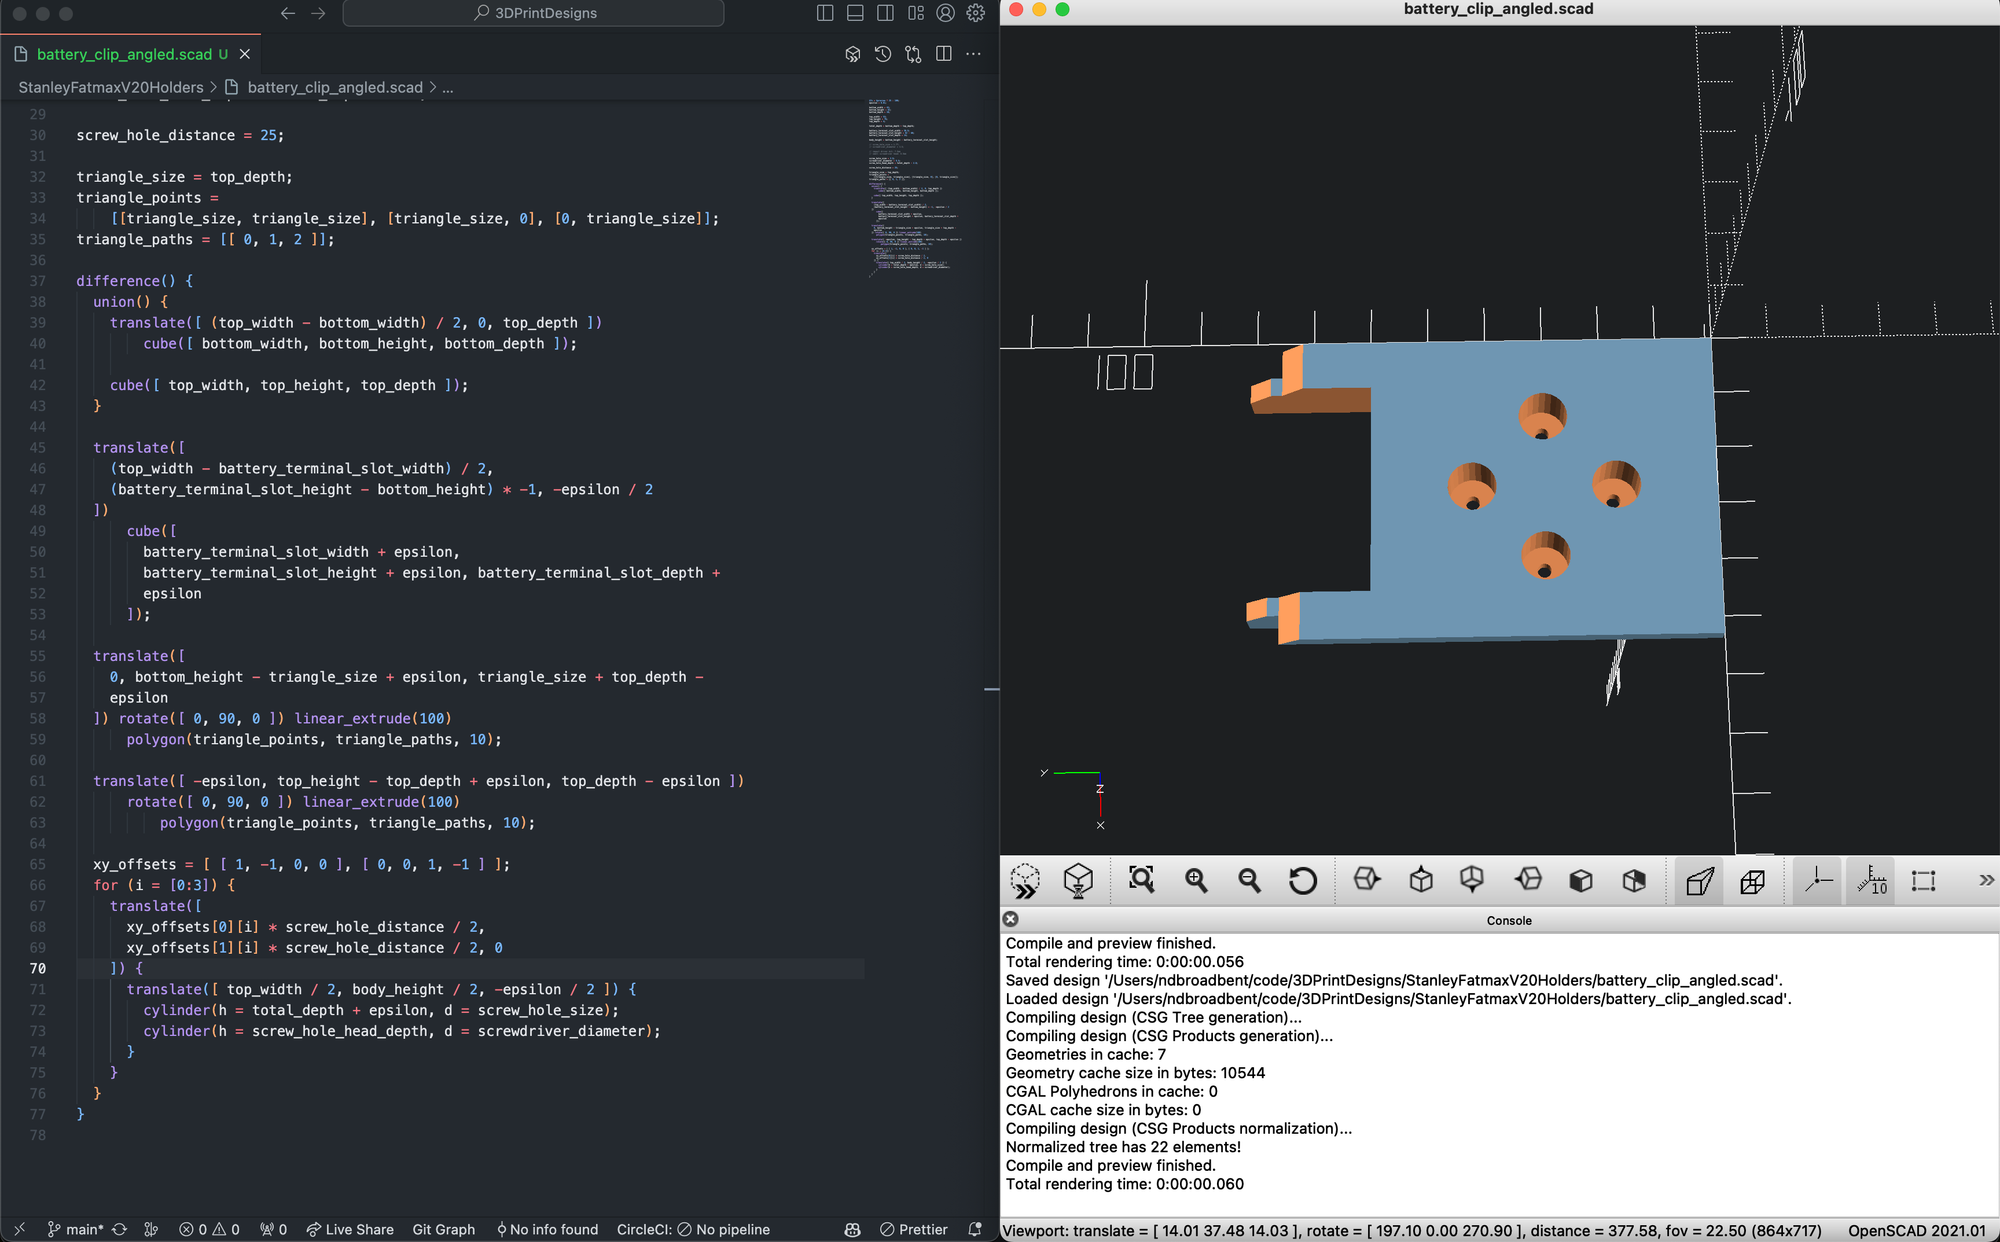 3DPrintDesigns
battery_clip_angled.scad U
StanleyFatmaxV20Holders > battery_clip_angled.scad > ...
29
30 screw_hole_distance = 25;
31
32 triangle_size = top_depth;
33 triangle_points =
34 [[triangle_size, triangle_size], [triangle_size, 0], [0, triangle_size]];
35 triangle_paths = [[ 0, 1, 2 ]];
36
37 difference() {
38 union() {
39 translate([ (top_width - bottom_width) / 2, 0, top_depth ])
40 cube([ bottom_width, bottom_height, bottom_depth ]);
41
42 cube([ top_width, top_height, top_depth ]);
43 }
44
45 translate([
46 (top_width - battery_terminal_slot_width) / 2,
47 (battery_terminal_slot_height - bottom_height) * -1, -epsilon / 2
48 ])
49 cube([
50 battery_terminal_slot_width + epsilon,
51 battery_terminal_slot_height + epsilon, battery_terminal_slot_depth +
52 epsilon
53 ]);
54
55 translate([
56 0, bottom_height - triangle_size + epsilon, triangle_size + top_depth -
57 epsilon
58 ]) rotate([ 0, 90, 0 ]) linear_extrude(100)
59 polygon(triangle_points, triangle_paths, 10);
60
61 translate([ -epsilon, top_height - top_depth + epsilon, top_depth - epsilon ])
62 rotate([ 0, 90, 0 ]) linear_extrude(100)
63 polygon(triangle_points, triangle_paths, 10);
64
65 xy_offsets = [ [ 1, -1, 0, 0 ], [ 0, 0, 1, -1 ] ];
66 for (i = [0:3]) {
67 translate([
68 xy_offsets[0][i] * screw_hole_distance / 2,
69 xy_offsets[1][i] * screw_hole_distance / 2, 0
70 ]) {
71 translate([ top_width / 2, body_height / 2, -epsilon / 2 ]) {
72 cylinder(h = total_depth + epsilon, d = screw_hole_size);
73 cylinder(h = screw_hole_head_depth, d = screwdriver_diameter);
74 }
75 }
76 }
77 }
78
main* 0 0 0 Live Share Git Graph No info found CircleCI: No pipeline Prettier
battery_clip_angled.scad
Y
Z
X
10
Console
Compile and preview finished.
Total rendering time: 0:00:00.056
Saved design '/Users/ndbroadbent/code/3DPrintDesigns/StanleyFatmaxV20Holders/battery_clip_angled.scad'.
Loaded design '/Users/ndbroadbent/code/3DPrintDesigns/StanleyFatmaxV20Holders/battery_clip_angled.scad'.
Compiling design (CSG Tree generation)...
Compiling design (CSG Products generation)...
Geometries in cache: 7
Geometry cache size in bytes: 10544
CGAL Polyhedrons in cache: 0
CGAL cache size in bytes: 0
Compiling design (CSG Products normalization)...
Normalized tree has 22 elements!
Compile and preview finished.
Total rendering time: 0:00:00.060
Viewport: translate = [ 14.01 37.48 14.03 ], rotate = [ 197.10 0.00 270.90 ], distance = 377.58, fov = 22.50 (864x717) OpenSCAD 2021.01